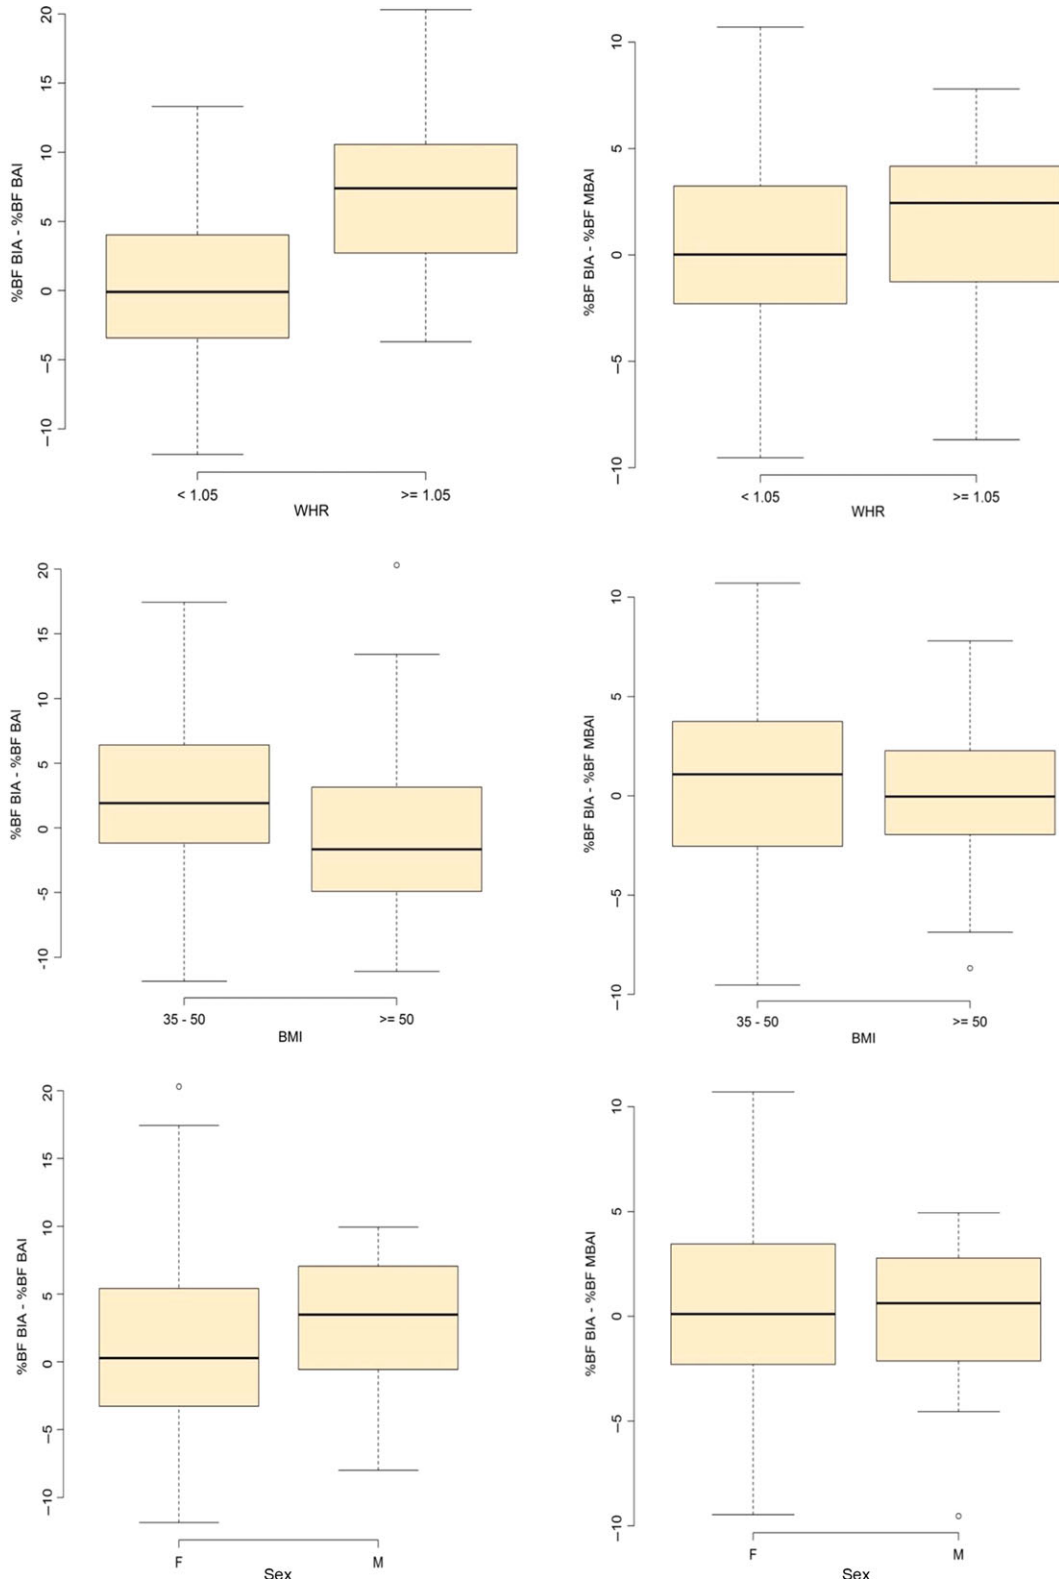 %BF BIA - %BF BAI
20
15
10
5
0
−5
−10
< 1.05
>= 1.05
WHR
%BF BIA - %BF MBAI
10
5
0
−5
−10
< 1.05
>= 1.05
WHR
%BF BIA - %BF BAI
20
15
10
5
0
−5
-10
35 - 50
>= 50
BMI
%BF BIA - %BF MBAI
10
5
0
−5
−10
35 - 50
>= 50
BMI
%BF BIA - %BF BAI
20
15
10
5
0
−5
−10
F
M
Sex
%BF BIA - %BF MBAI
10
5
0
−5
−10
F
M
Sex